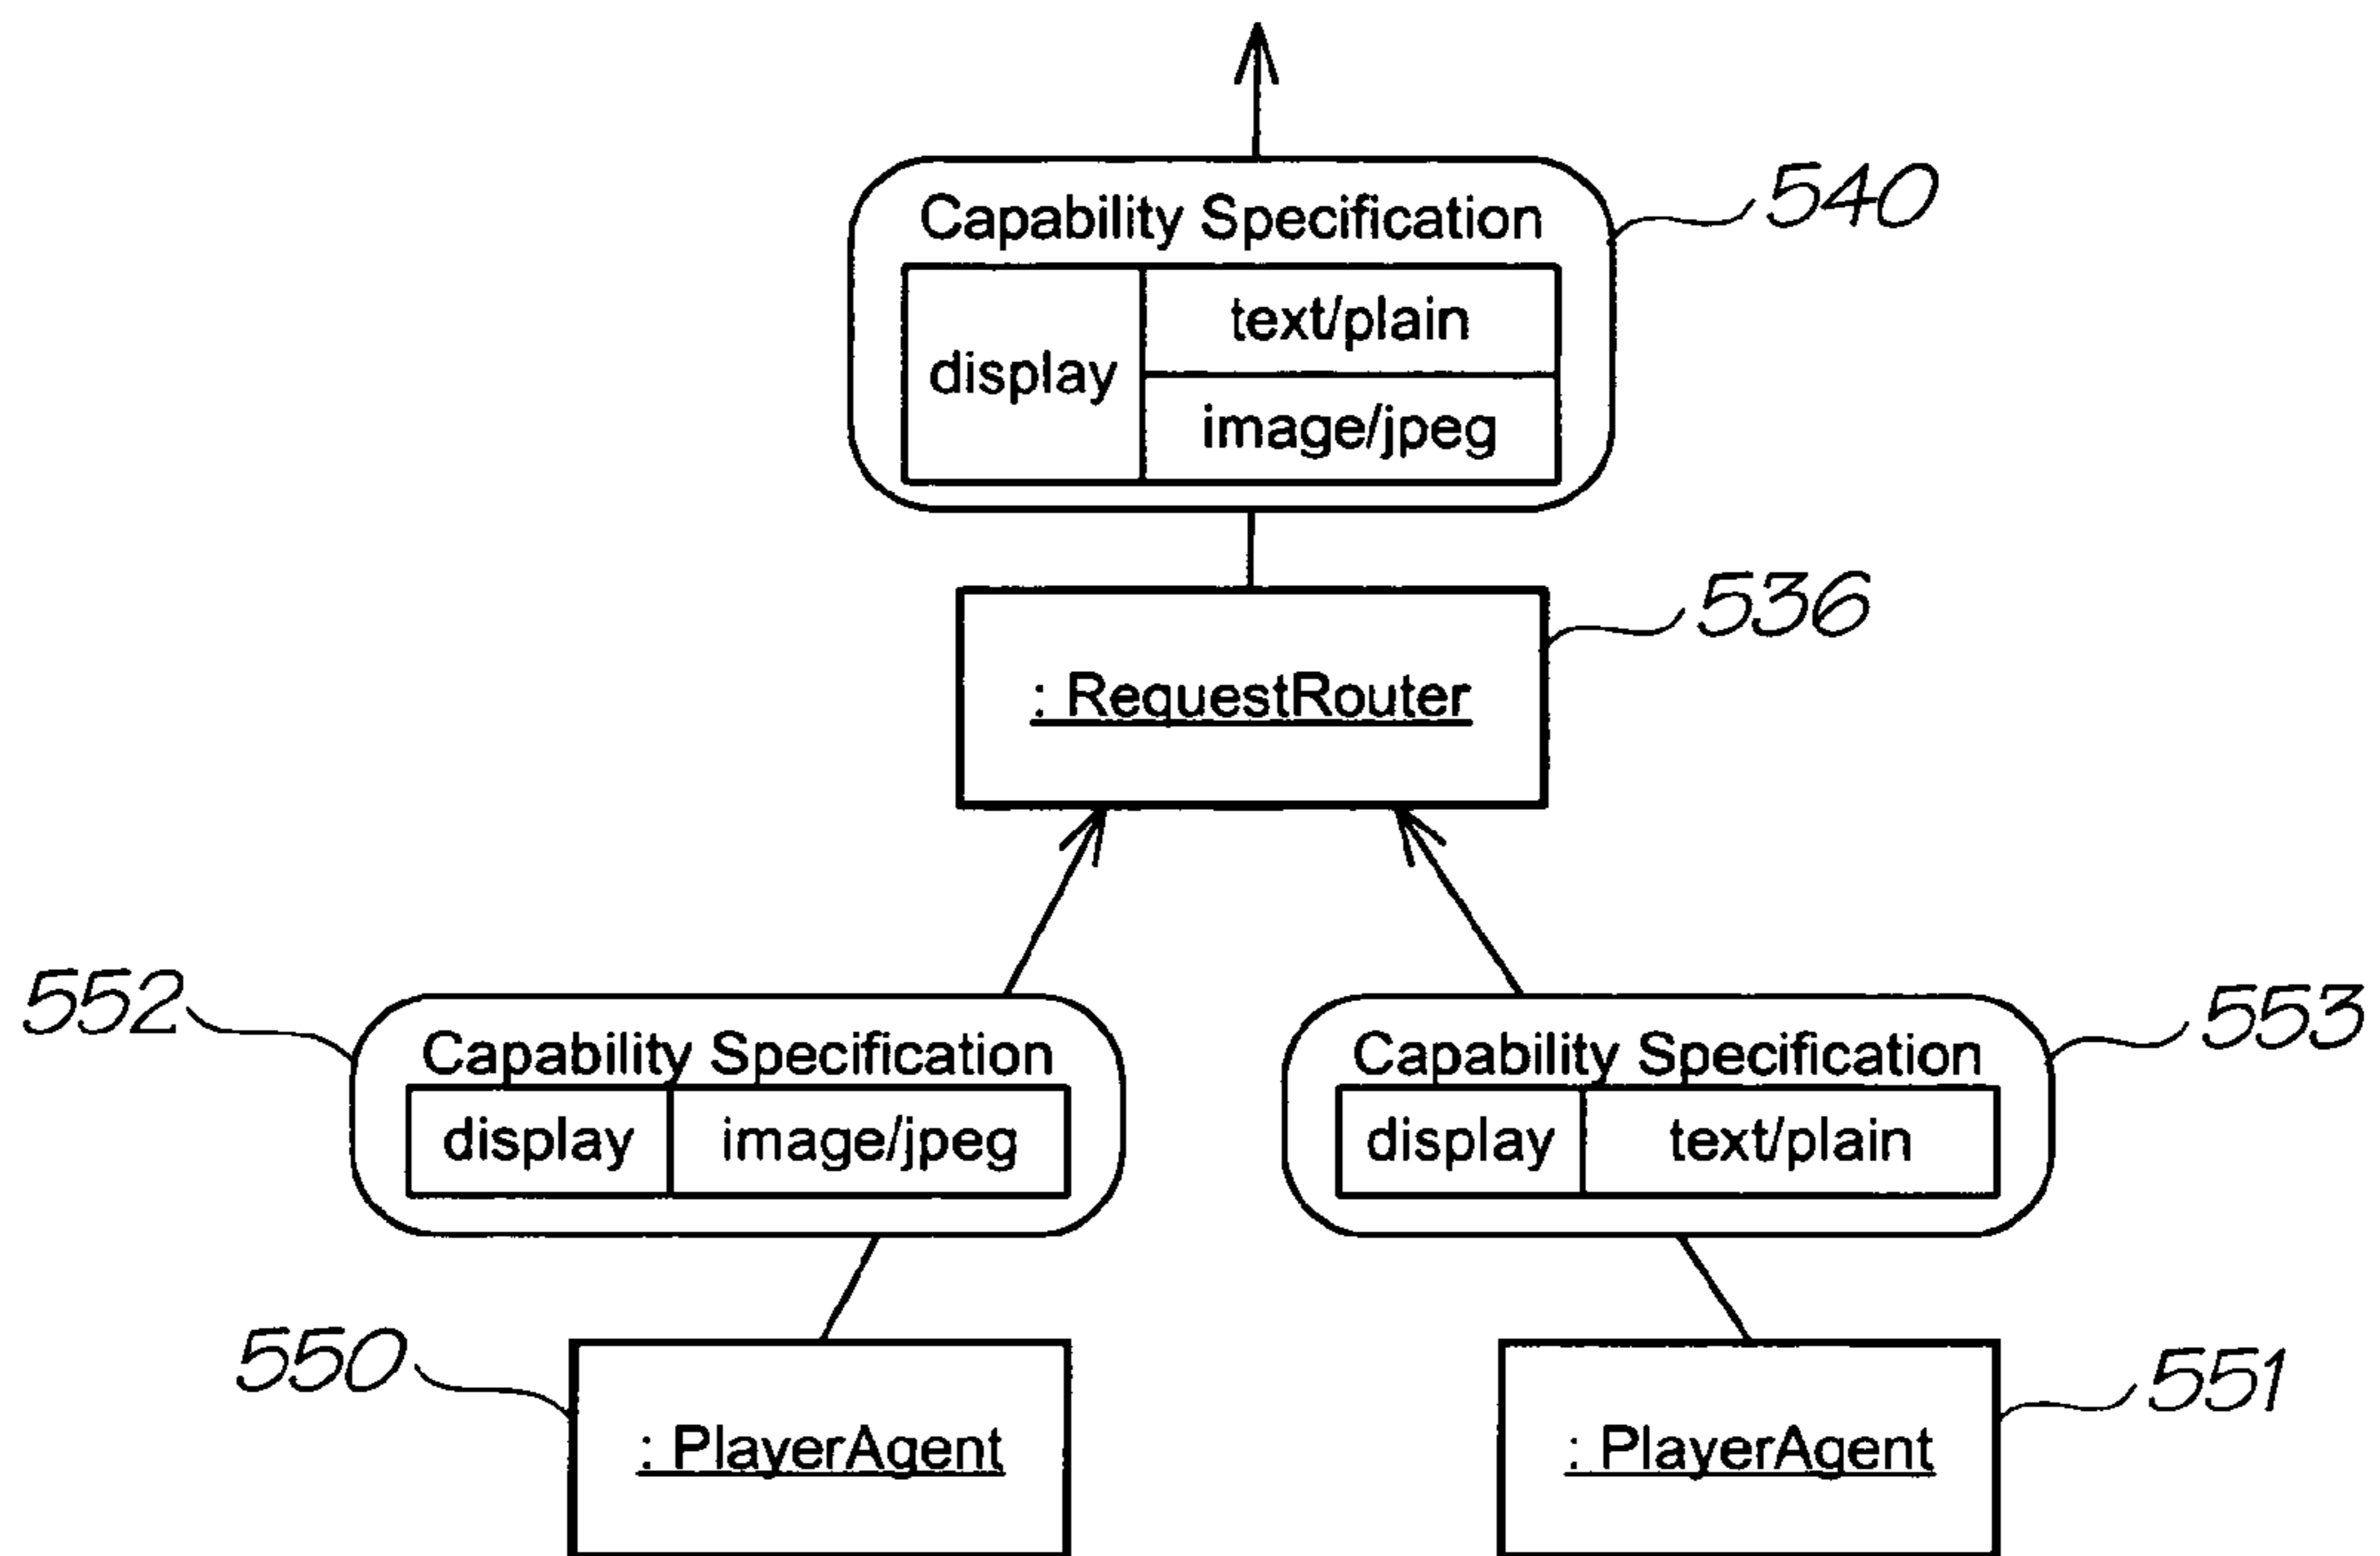 Capability Specification
540
display
text/plain
image/jpeg
536
: RequestRouter
552
Capability Specification
display image/jpeg
553
Capability Specification
display text/plain
550
: PlayerAgent
551
: PlayerAgent